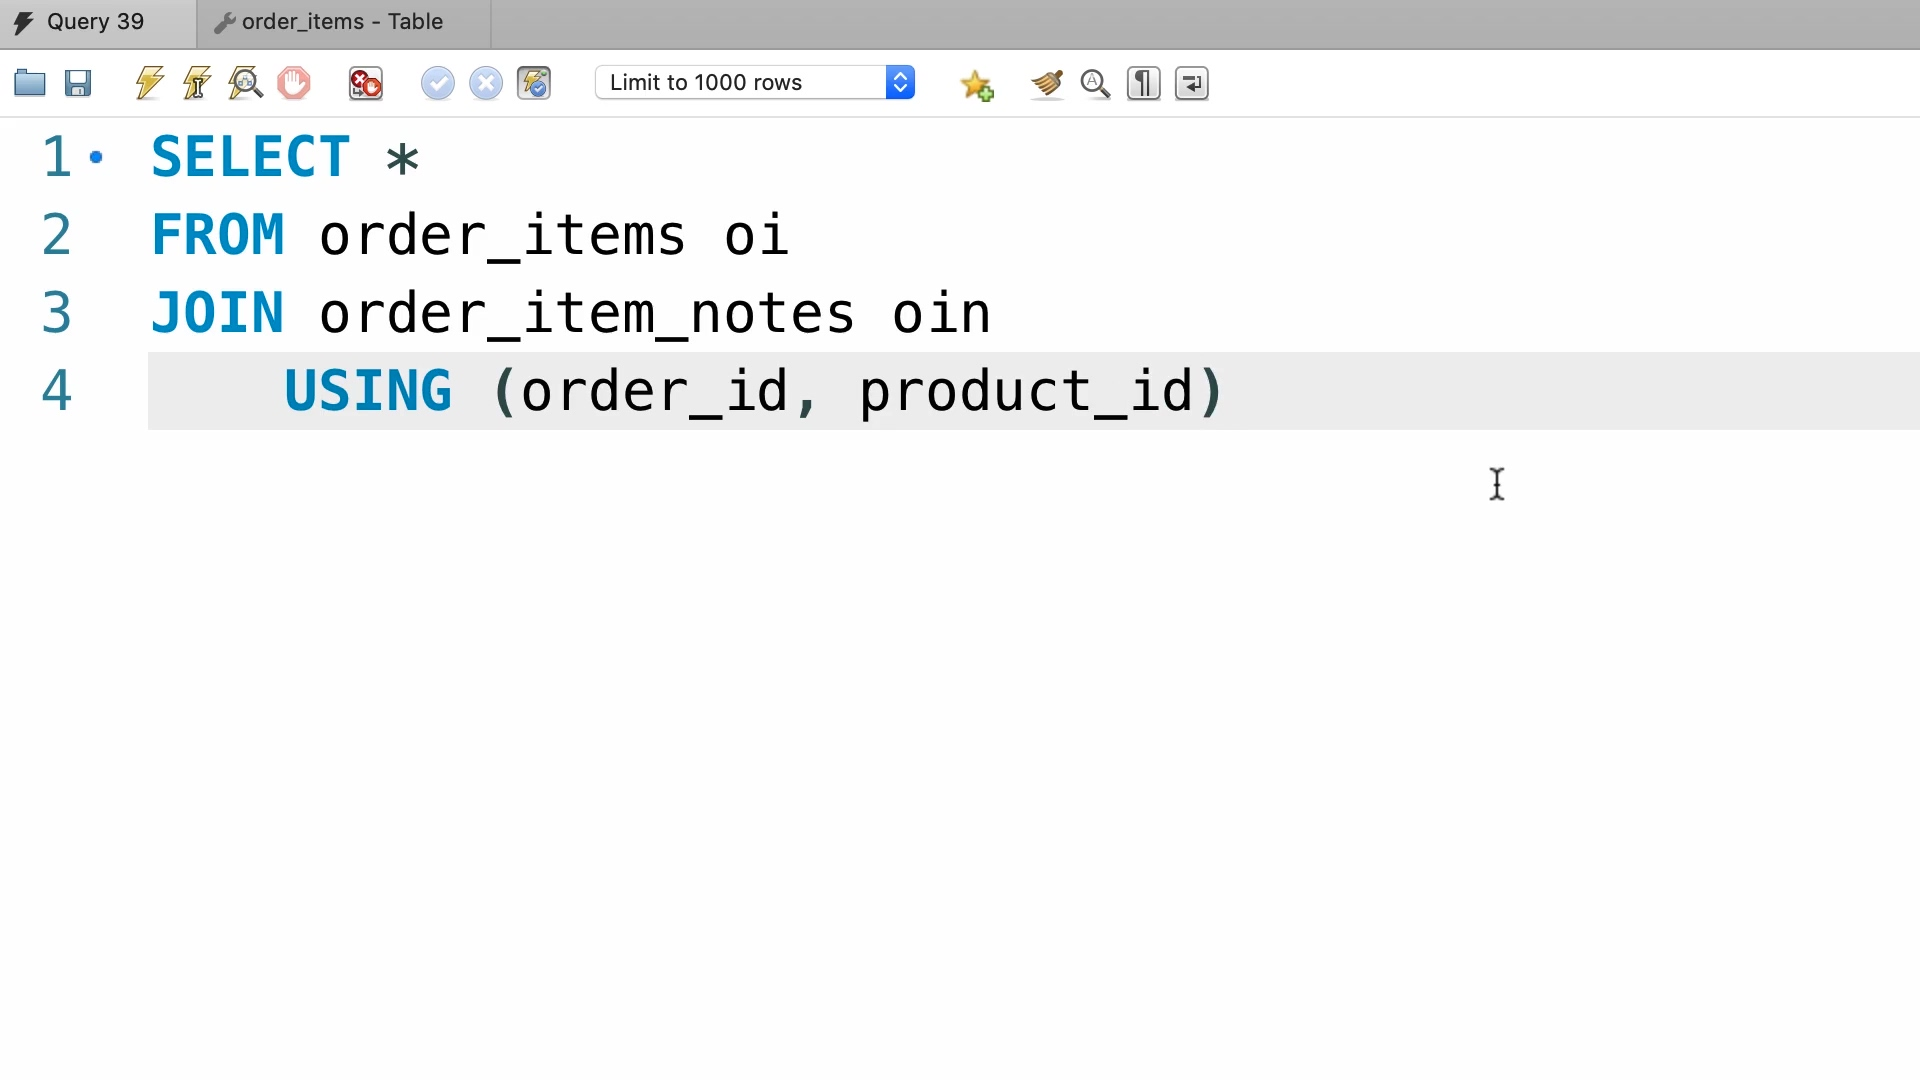 Query 39
order_items - Table
Limit to 1000 rows
1 SELECT *
2 FROM order_items oi
3 JOIN order_item_notes oin
4 USING (order_id, product_id)